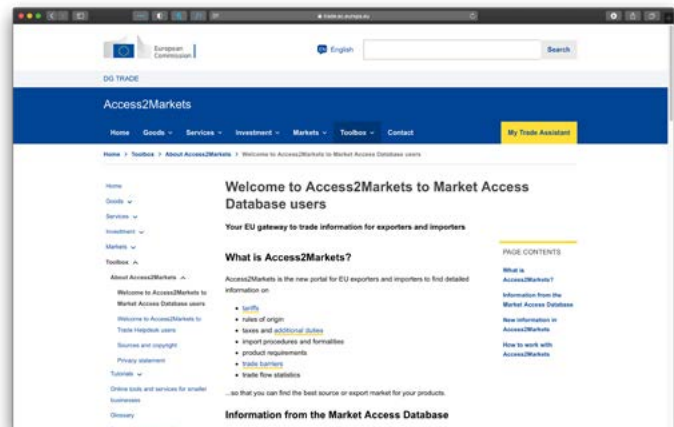 trade.ec.europa.eu
European
Commission
EN English
Search
DG TRADE
Access2Markets
Home Goods Services Investment Markets Toolbox Contact
My Trade Assistant
Home > Toolbox > About Access2Markets > Welcome to Access2Markets to Market Access Database users
Home
Goods
Services
Investment
Markets
Toolbox
About Access2Markets
Welcome to Access2Markets to
Market Access Database users
Welcome to Access2Markets to
Trade Helpdesk users
Sources and copyright
Privacy statement
Tutorials
Online tools and services for smaller
businesses
Glossary
Welcome to Access2Markets to Market Access
Database users
Your EU gateway to trade information for exporters and importers
What is Access2Markets?
Access2Markets is the new portal for EU exporters and importers to find detailed
information on
• tariffs
• rules of origin
• taxes and additional duties
• import procedures and formalities
• product requirements
• trade barriers
• trade flow statistics
...so that you can find the best source or export market for your products.
Information from the Market Access Database
PAGE CONTENTS
What is
Access2Markets?
Information from the
Market Access Database
New information in
Access2Markets
How to work with
Access2Markets